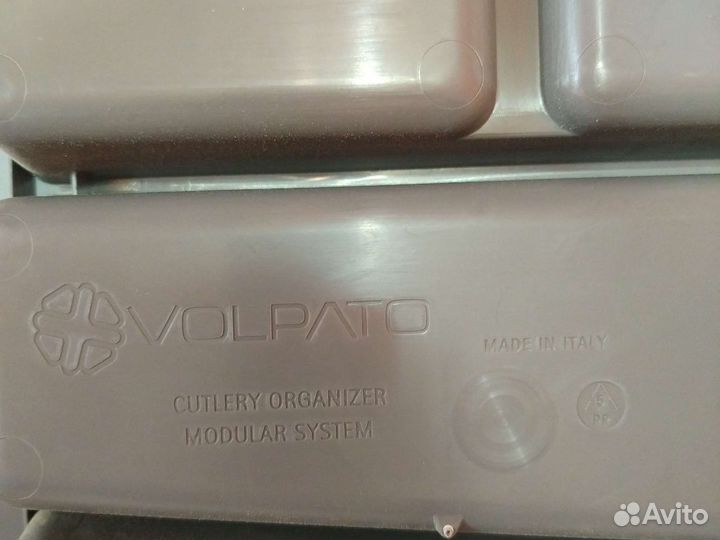 VOLPATO
MADE IN ITALY
CUTLERY ORGANIZER
MODULAR SYSTEM
5
PP
Avito